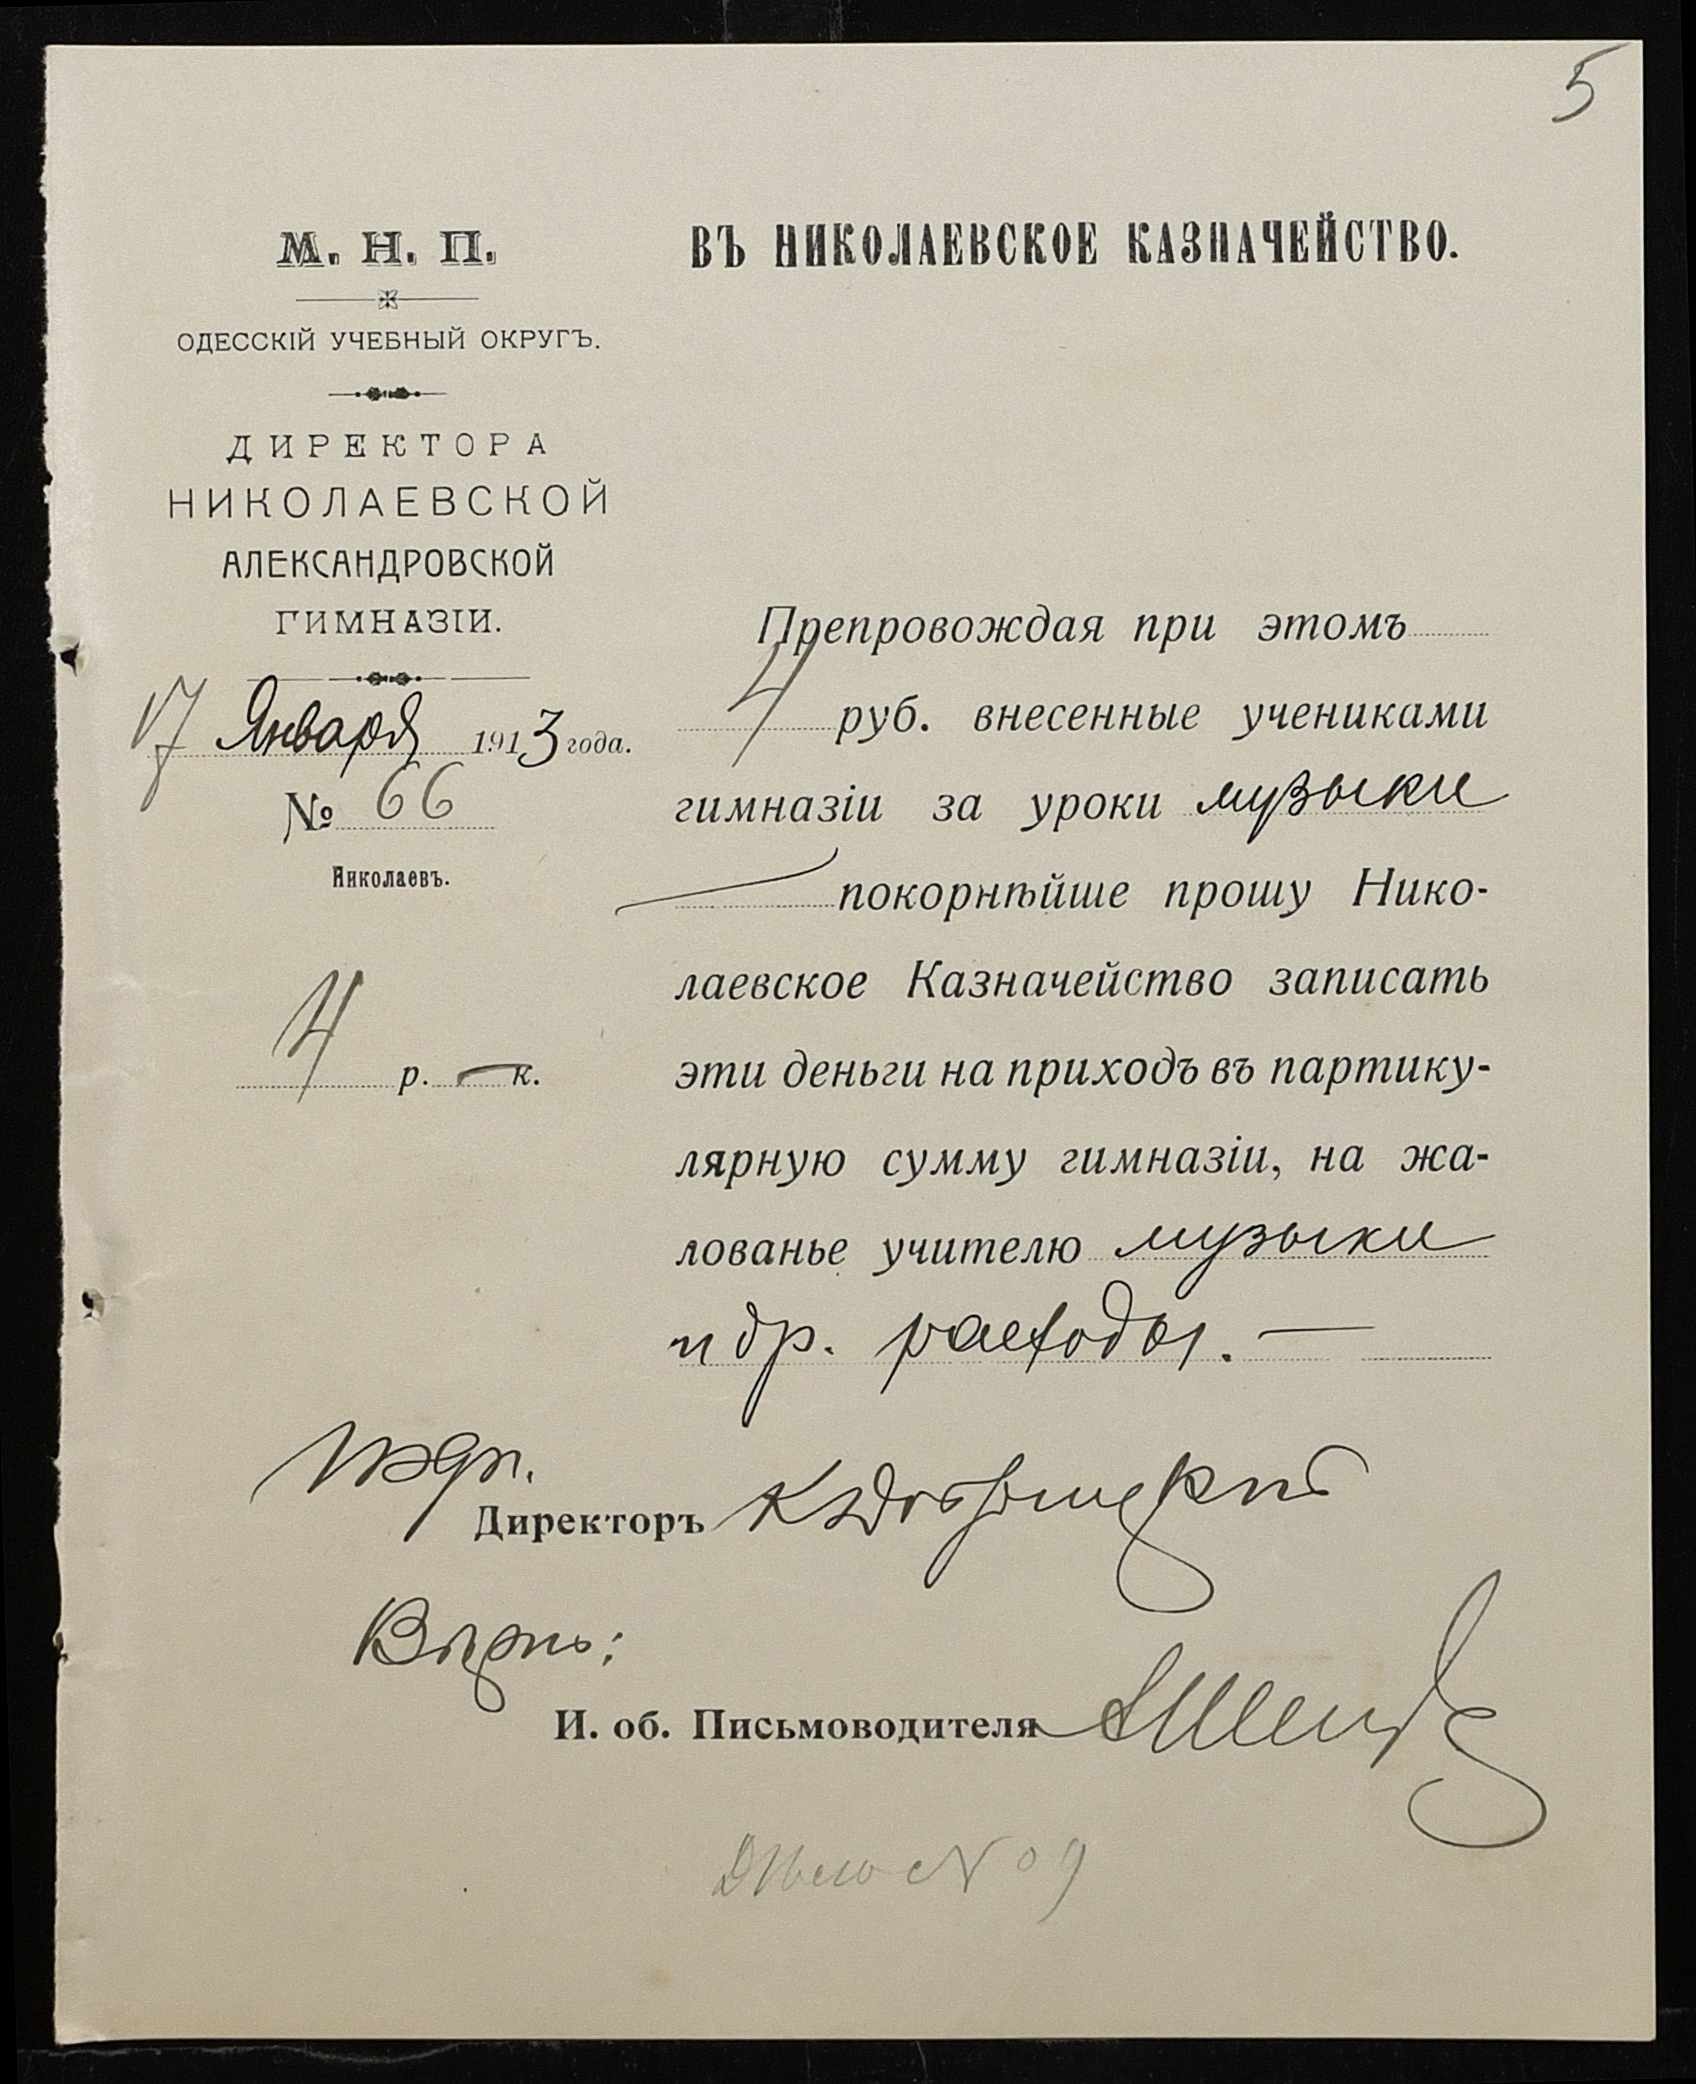 5
М. Н. П.
ОДЕССКІЙ УЧЕБНЫЙ ОКРУГЪ.
ДИРЕКТОРА
НИКОЛАЕВСКОЙ
АЛЕКСАНДРОВСКОЙ
ГИМНАЗІИ.
17 Января 1913 года.
№ 66
Николаевъ.
4 р. — к.
ВЪ НИКОЛАЕВСКОЕ КАЗНАЧЕЙСТВО.
Препровождая при этомъ
4 руб. внесенные учениками
гимназіи за уроки музыки
— покорнѣйше прошу Нико-
лаевское Казначейство записать
эти деньги на приходъ въ партику-
лярную сумму гимназіи, на жа-
лованье учителю музыки
и др. расходы. —
Директоръ
Вѣрно:
И. об. Письмоводителя
Дѣло № 9